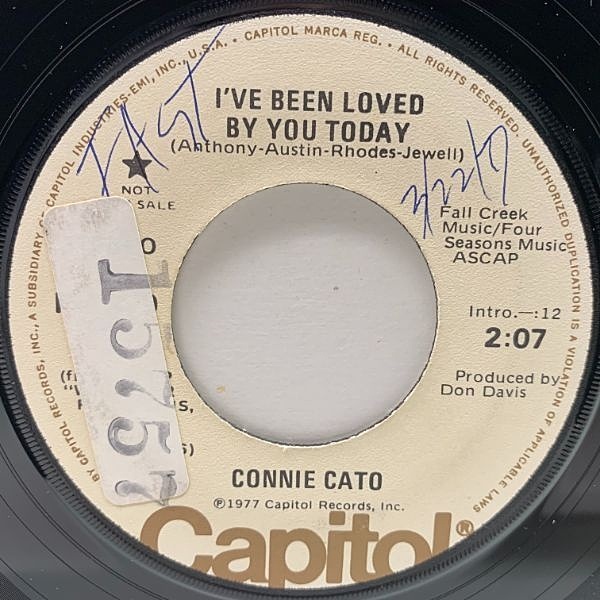 BY CAPITOL RECORDS, INC., A SUBSIDIARY OF CAPITOL INDUSTRIES-EMI, INC., U.S.A. • CAPITOL MARCA REG. • ALL RIGHTS RESERVED. UNAUTHORIZED DUPLICATION IS A VIOLATION OF APPLICABLE LAWS
I'VE BEEN LOVED
BY YOU TODAY
(Anthony-Austin-Rhodes-Jewell)
FAST
★
NOT
SALE
Fall Creek
Music/Four
Seasons Music
ASCAP
Intro.—:12
2:07
Produced by
Don Davis
CONNIE CATO
℗1977 Capitol Records, Inc.
Capitol®